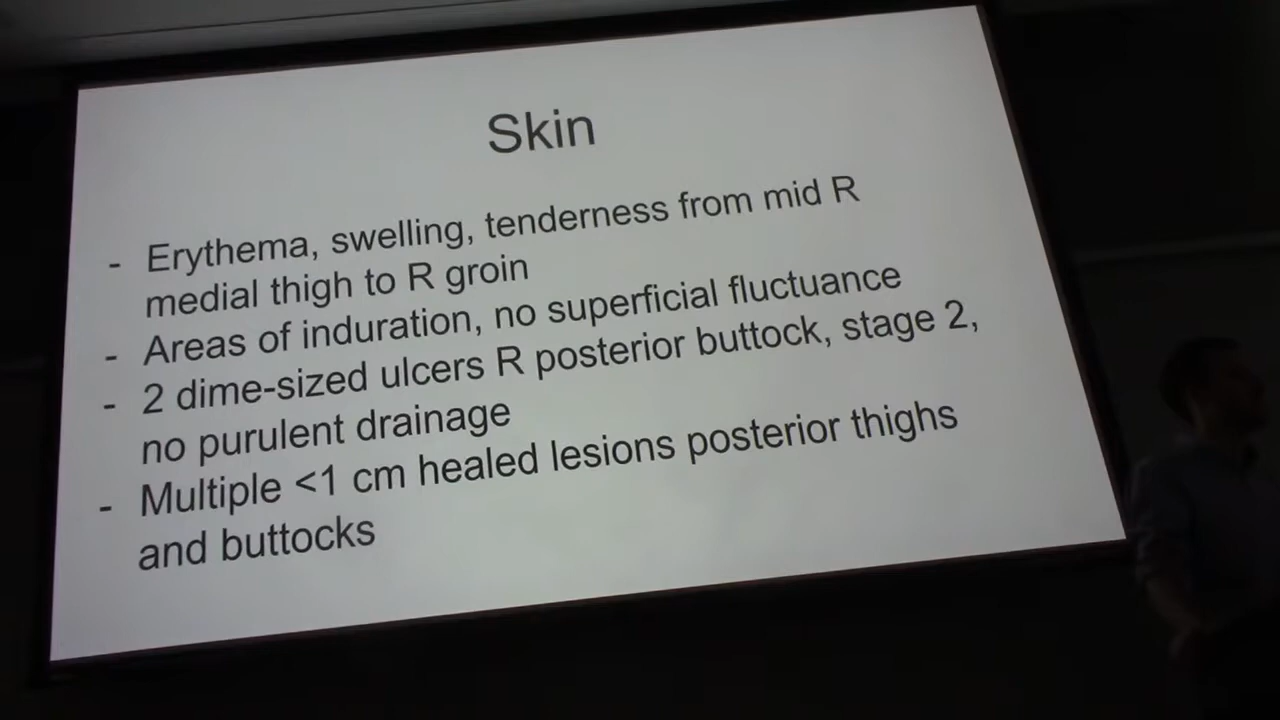 Skin
- Erythema, swelling, tenderness from mid R
medial thigh to R groin
- Areas of induration, no superficial fluctuance
- 2 dime-sized ulcers R posterior buttock, stage 2,
no purulent drainage
- Multiple <1 cm healed lesions posterior thighs
and buttocks